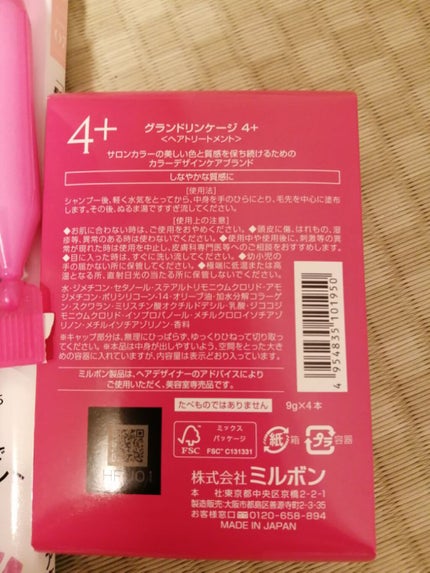 4+
グランドリンケージ 4+
<ヘアトリートメント>
サロンカラーの美しい色と質感を保ち続けるための
カラーデザインケアブランド
しなやかな質感に
[使用法]
シャンプー後、軽く水気をとってから、中身を手のひらにとり、毛先を中心に塗布
します。その後、ぬるま湯ですすぎ流してください。
[使用上の注意]
◆お肌に合わない時は、ご使用をおやめください。◆頭皮に傷、はれもの、湿
疹等、異常のある時は使わないでください。◆使用中や使用後に、刺激等の異
常が現れた時は使用を中止し、皮膚科専門医等へのご相談をおすすめします。
◆目に入った時は、すぐに洗い流してください。◆幼小児の
手の届かない所に保管してください。◆極端に低温または高
温となる所、直射日光の当たる所に保管しないでください。
水・ジメチコン・セタノール・ステアルトリモニウムクロリド・アモ
ジメチコン・ポリシリコーン-14・オリーブ油・加水分解コラーゲ
ン・スクワラン・ミリスチン酸オクチルドデシル・乳酸・ジココジ
モニウムクロリド・イソプロパノール・メチルクロロイソチアゾ
リノン・メチルイソチアゾリノン・香料
※キャップ部分は、無理にひっぱらず、ゆっくりひねって切り取っ
てください。※本品は中身が出しやすいよう、空間をとった大き
めの容器に入れていますが、内容量は表示どおり入っています。
ミルボン製品は、ヘアデザイナーのアドバイスにより
ご使用いただく、美容室専売品です。
4 954835 101950
たべものではありません
9g×4本
FSC
ミックス
パッケージ
FSC® C131331
紙 箱
プラ 容器
HFV01
株式会社 ミルボン
本 社:東京都中央区京橋2-2-1
製造販売:大阪市都島区善源寺町2-3-35
お客様窓口 0120-658-894
MADE IN JAPAN